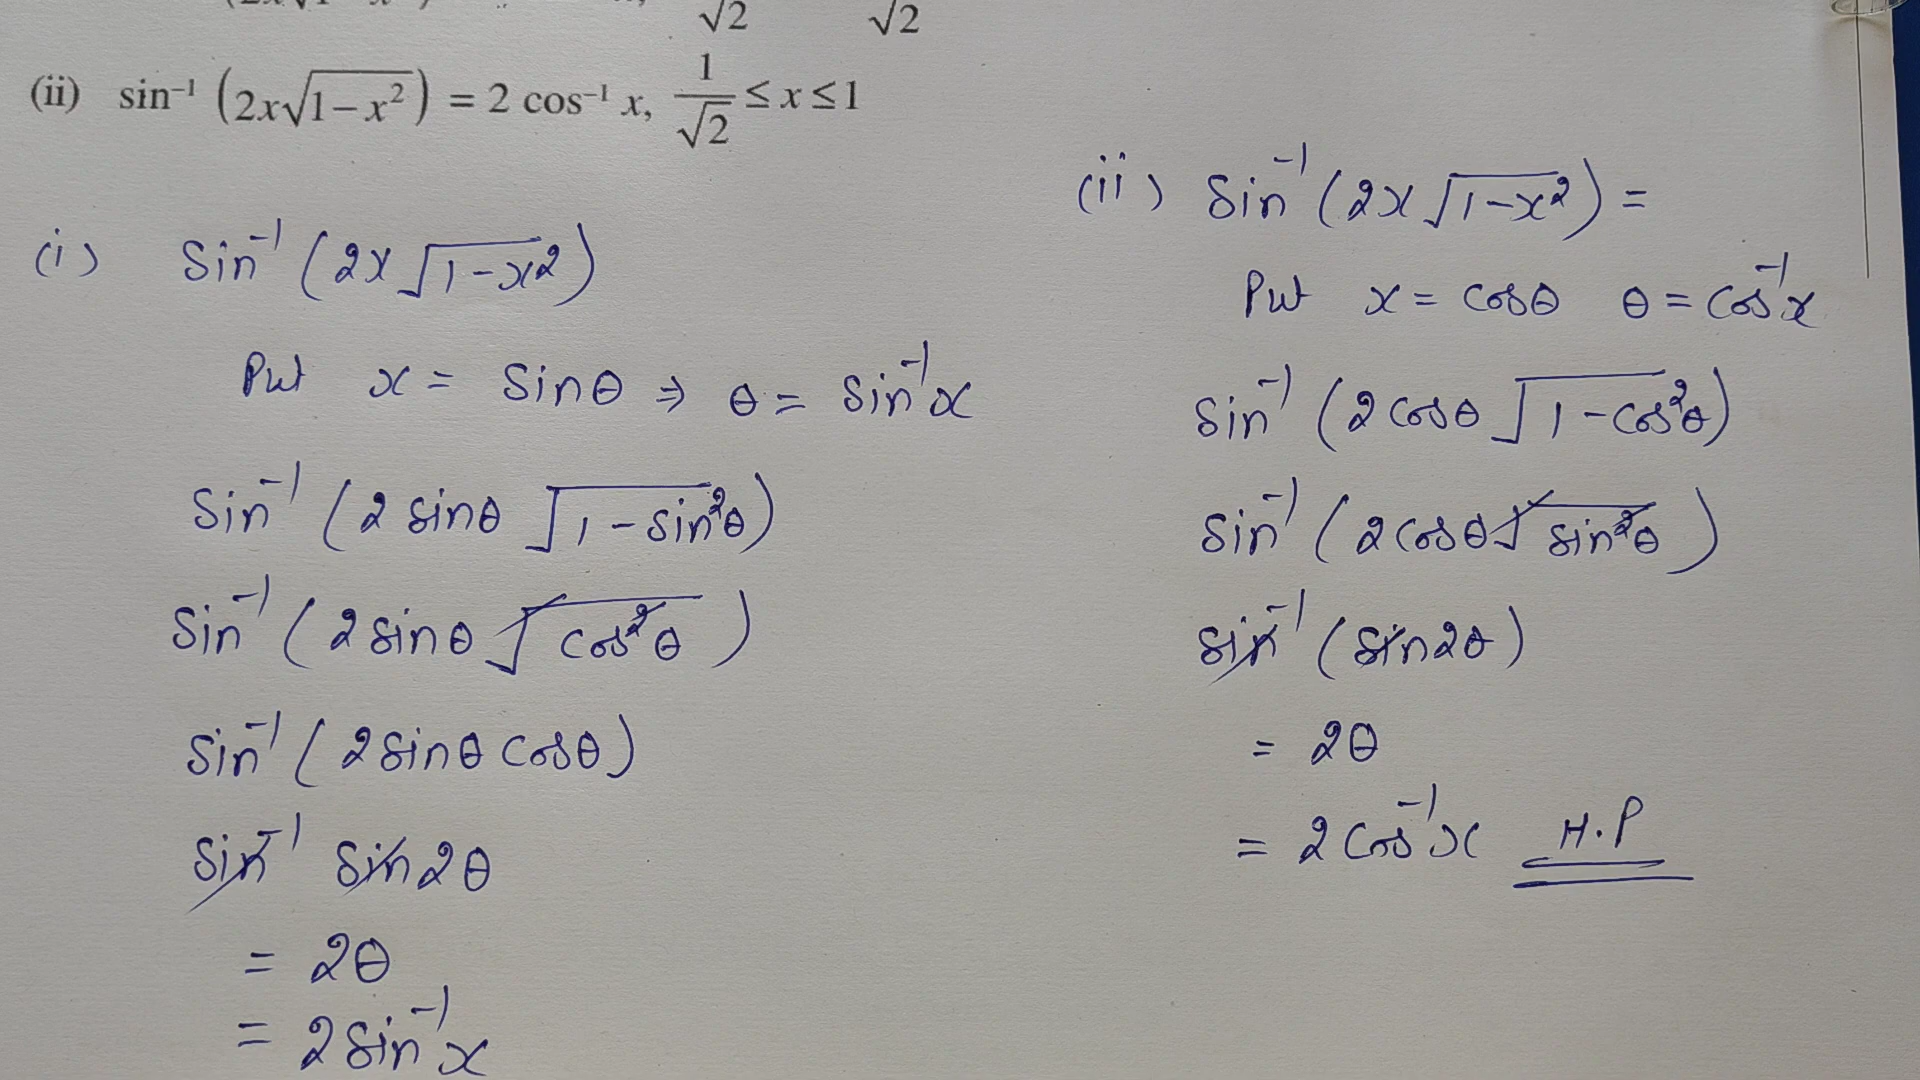 √2 √2
(ii) sin⁻¹ (2x√1−x²) = 2 cos⁻¹ x, 1/√2 ≤ x ≤ 1
(i) Sin⁻¹ (2x √1−x²)
Put x = Sinθ ⇒ θ = Sin⁻¹x
Sin⁻¹ (2 Sinθ √1−Sin²θ)
Sin⁻¹ (2 Sinθ √Cos²θ )
Sin⁻¹ (2 Sinθ Cosθ)
Sin⁻¹ Sin2θ
= 2θ
= 2 Sin⁻¹x
(ii) Sin⁻¹ (2x √1−x²) =
Put x = Cosθ θ = Cos⁻¹x
Sin⁻¹ (2 Cosθ √1−Cos²θ)
Sin⁻¹ (2 Cosθ √Sin²θ )
Sin⁻¹ (Sin2θ)
= 2θ
= 2 Cos⁻¹x H.P